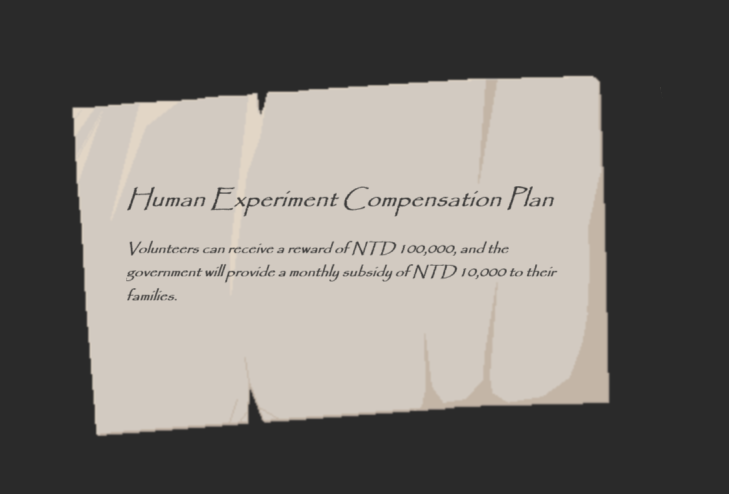 Human Experiment Compensation Plan
Volunteers can receive a reward of NTD 100,000, and the
government will provide a monthly subsidy of NTD 10,000 to their
families.